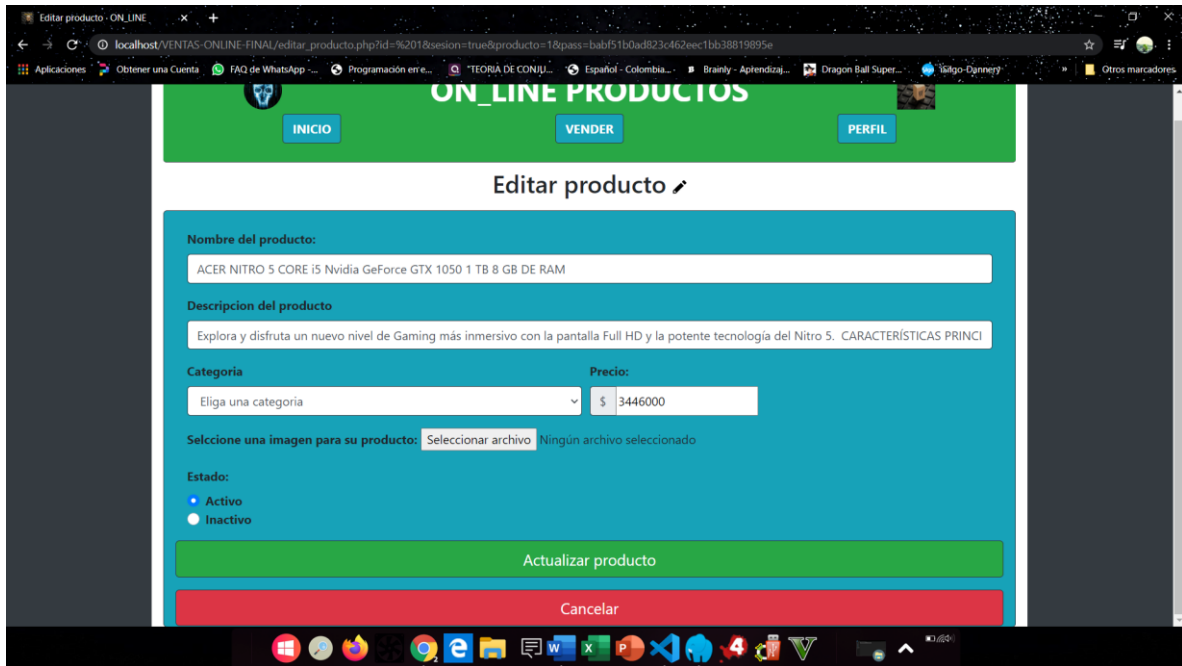 Editar producto - ON_LINE
localhost/VENTAS-ONLINE-FINAL/editar_producto.php?id=%201&sesion=true&producto=1&pass=babf51b0ad823c462eec1bb38819895e
Aplicaciones Obtener una Cuenta FAQ de WhatsApp -... Programación en e... "TEORÍA DE CONJU... Español - Colombia... Brainly - Aprendizaj... Dragon Ball Super... » Otros marcadores
ON_LINE PRODUCTOS
INICIO VENDER PERFIL
Editar producto
Nombre del producto:
ACER NITRO 5 CORE i5 Nvidia GeForce GTX 1050 1 TB 8 GB DE RAM
Descripcion del producto
Explora y disfruta un nuevo nivel de Gaming más inmersivo con la pantalla Full HD y la potente tecnología del Nitro 5. CARACTERÍSTICAS PRINCI
Categoria Precio:
Eliga una categoria $ 3446000
Selccione una imagen para su producto: Seleccionar archivo Ningún archivo seleccionado
Estado:
Activo
Inactivo
Actualizar producto
Cancelar